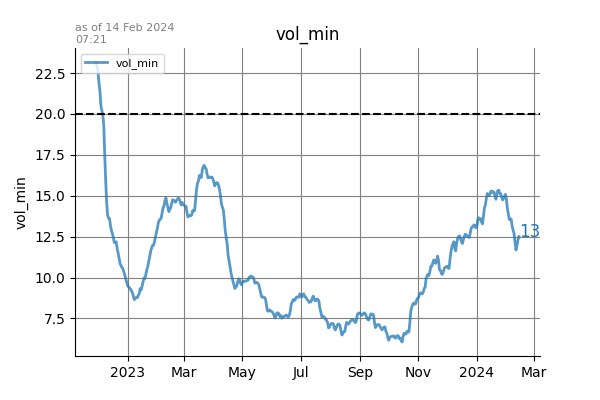 as of 14 Feb 2024
07:21
vol_min
vol_min
vol_min
22.5
20.0
17.5
15.0
12.5
10.0
7.5
13
2023
Mar
May
Jul
Sep
Nov
2024
Mar